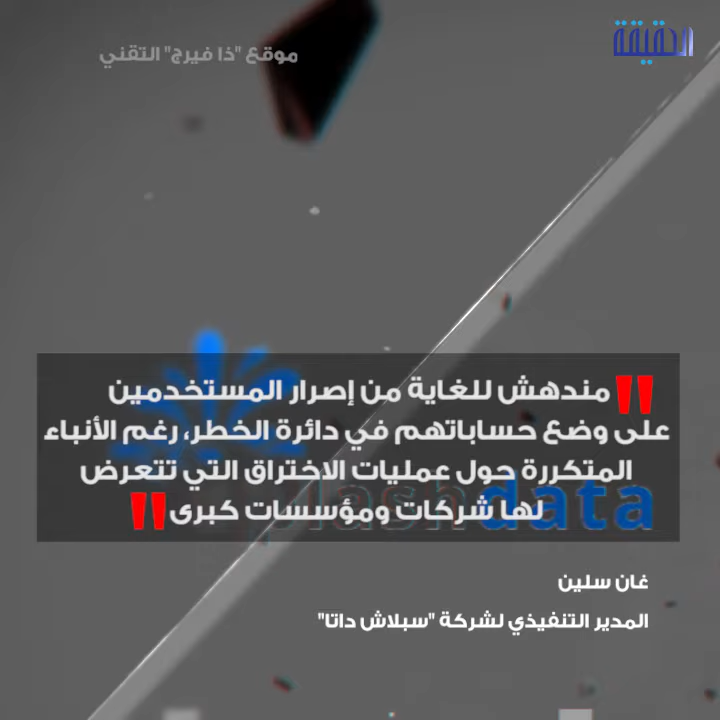 الحقيقة
موقع "ذا فيرج" التقني
"مندهش للغاية من إصرار المستخدمين
على وضع حساباتهم في دائرة الخطر، رغم الأنباء
المتكررة حول عمليات الاختراق التي تتعرض
لها شركات ومؤسسات كبرى"
splashdata
غان سلين
المدير التنفيذي لشركة "سبلاش داتا"